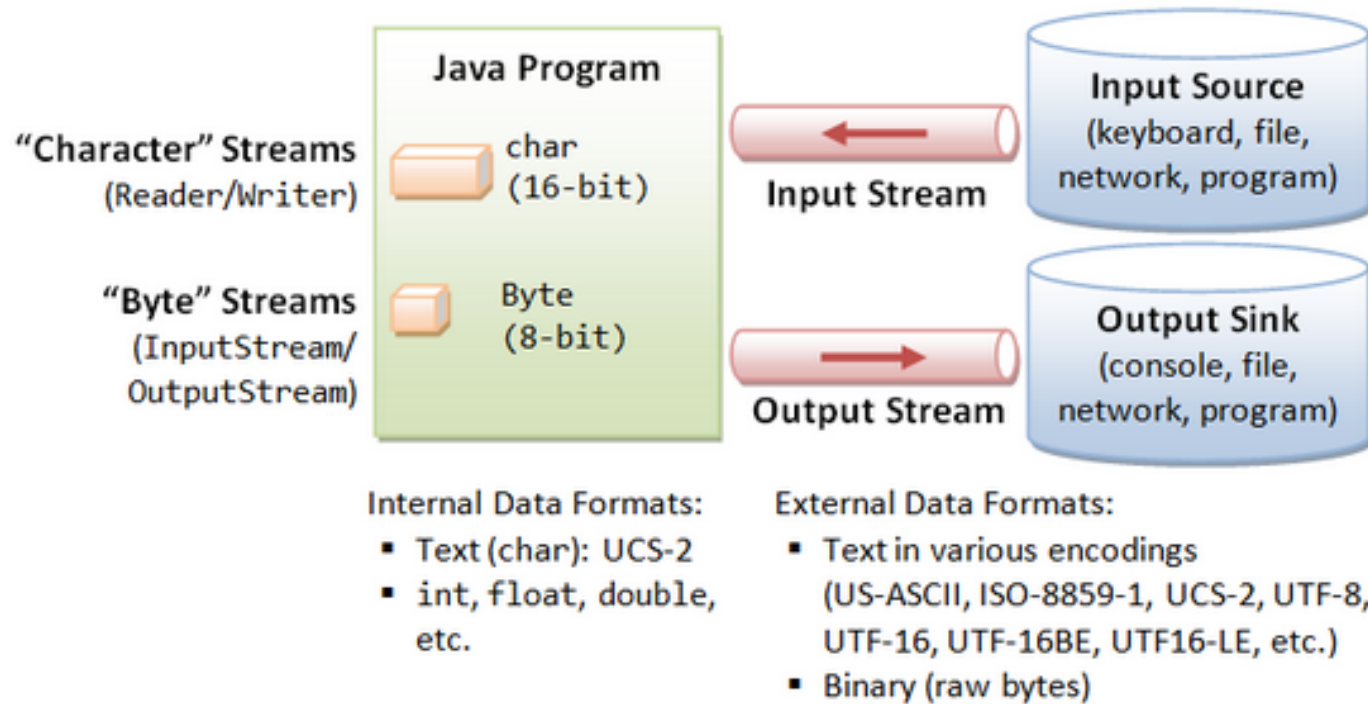 Java Program
"Character" Streams
(Reader/Writer)
char
(16-bit)
"Byte" Streams
(InputStream/
OutputStream)
Byte
(8-bit)
Input Stream
Output Stream
Input Source
(keyboard, file,
network, program)
Output Sink
(console, file,
network, program)
Internal Data Formats:
▪ Text (char): UCS-2
▪ int, float, double,
etc.
External Data Formats:
▪ Text in various encodings
(US-ASCII, ISO-8859-1, UCS-2, UTF-8,
UTF-16, UTF-16BE, UTF16-LE, etc.)
▪ Binary (raw bytes)